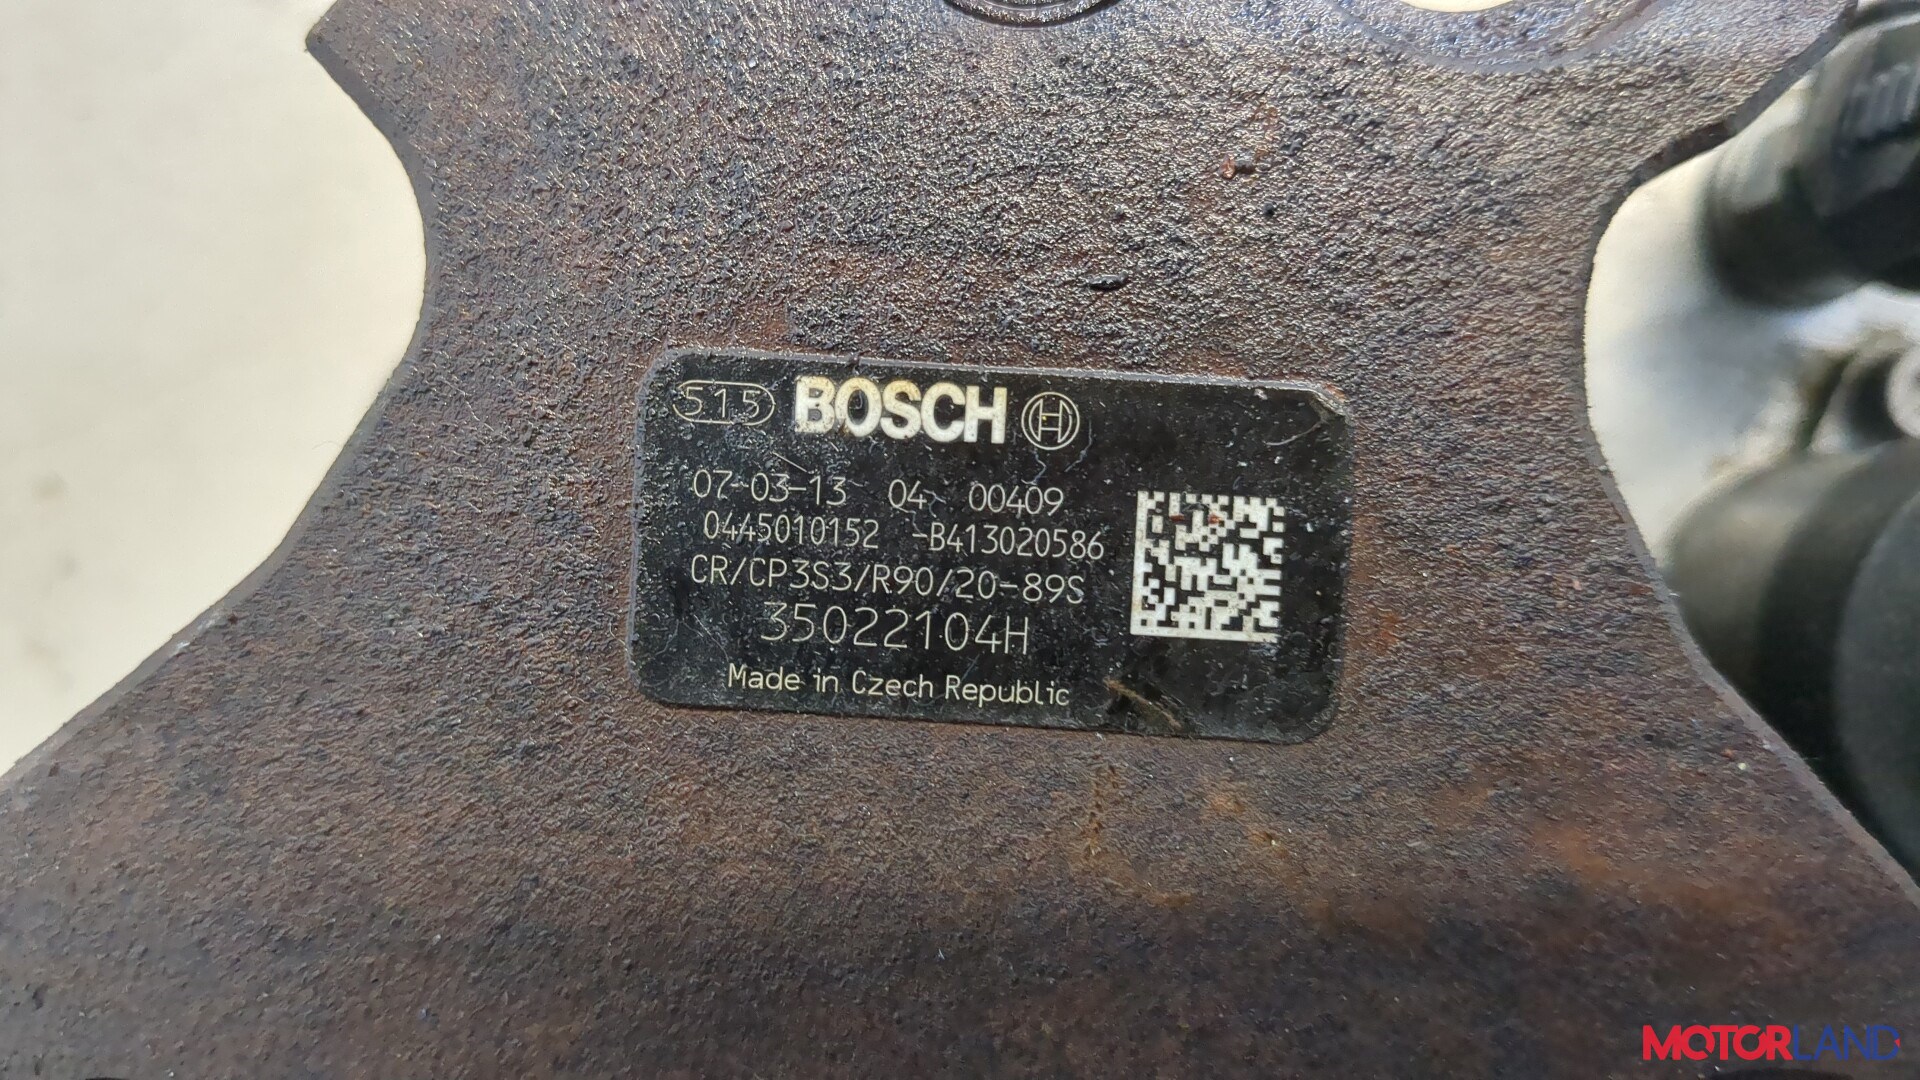 515 BOSCH
07-03-13 04 00409
0445010152 -B413020586
CR/CP3S3/R90/20-89S
35022104H
Made in Czech Republic
MOTORLAND